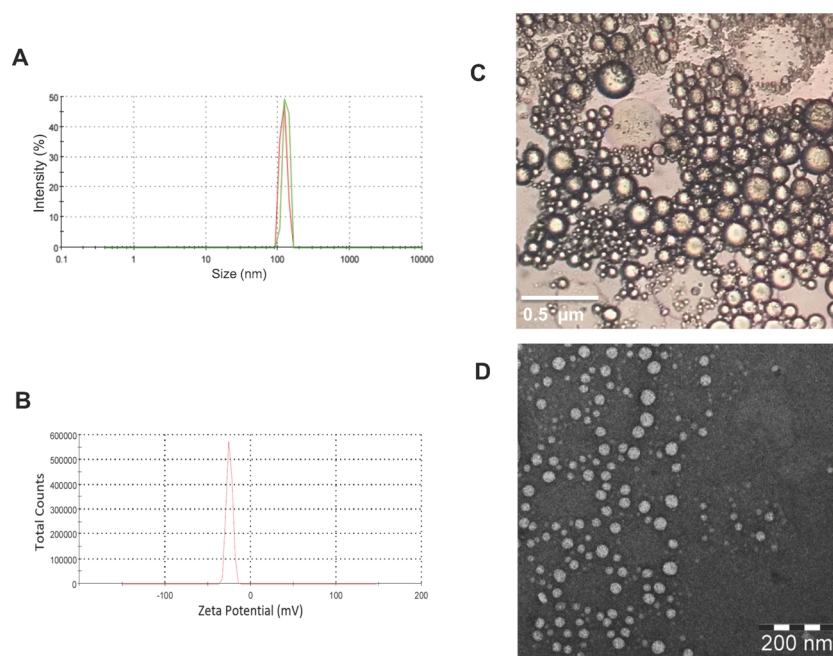 A
50
40
30
20
10
0
Intensity (%)
0.1 1 10 100 1000 10000
Size (nm)
B
600000
500000
400000
300000
200000
100000
0
Total Counts
-100 0 100 200
Zeta Potential (mV)
C
0.5 µm
D
200 nm